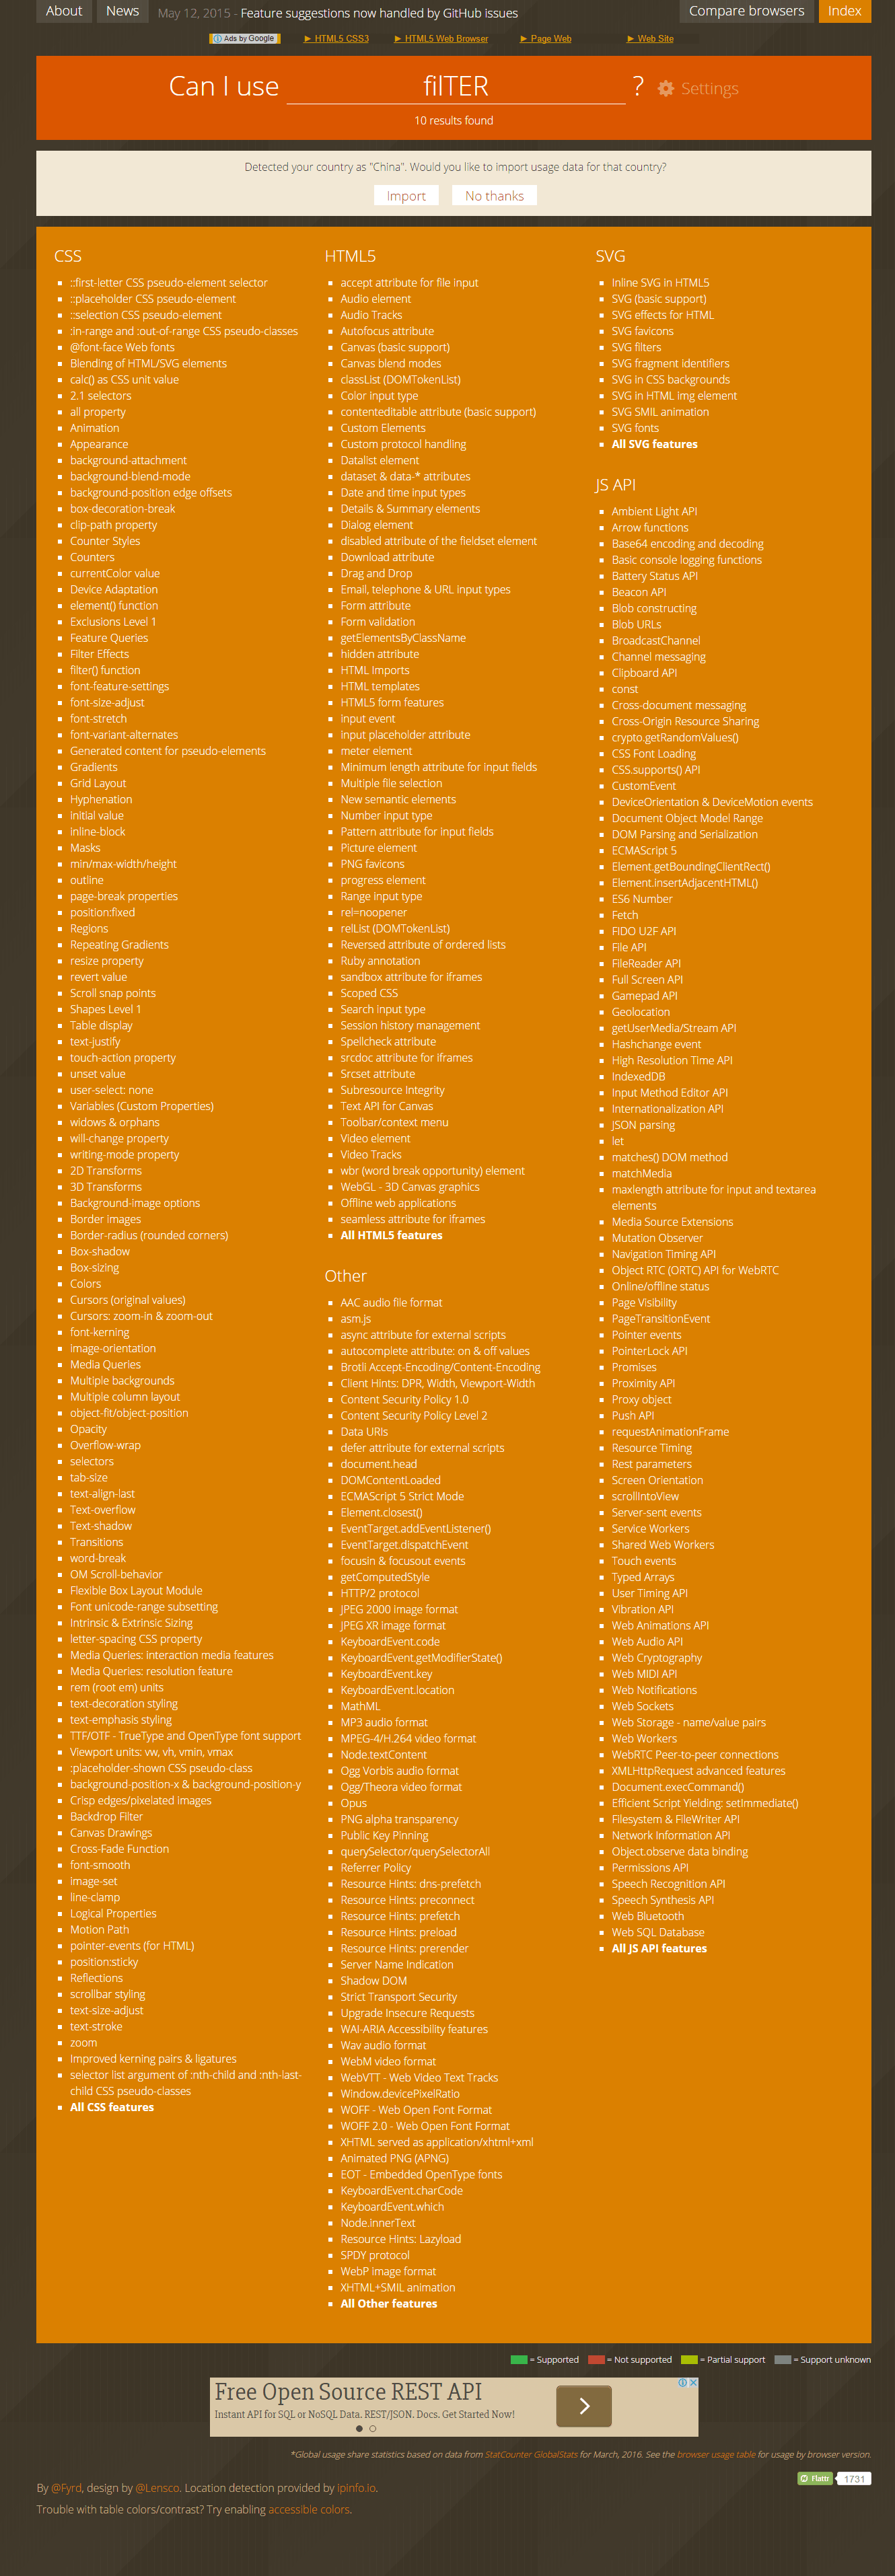 About
News
May 12, 2015 - Feature suggestions now handled by GitHub issues
Compare browsers
Index
Ads by Google
► HTML5 CSS3
► HTML5 Web Browser
► Page Web
► Web Site
Can I use filTER ?
Settings
10 results found
Detected your country as "China". Would you like to import usage data for that country?
Import
No thanks
CSS
::first-letter CSS pseudo-element selector
::placeholder CSS pseudo-element
::selection CSS pseudo-element
:in-range and :out-of-range CSS pseudo-classes
@font-face Web fonts
Blending of HTML/SVG elements
calc() as CSS unit value
2.1 selectors
all property
Animation
Appearance
background-attachment
background-blend-mode
background-position edge offsets
box-decoration-break
clip-path property
Counter Styles
Counters
currentColor value
Device Adaptation
element() function
Exclusions Level 1
Feature Queries
Filter Effects
filter() function
font-feature-settings
font-size-adjust
font-stretch
font-variant-alternates
Generated content for pseudo-elements
Gradients
Grid Layout
Hyphenation
initial value
inline-block
Masks
min/max-width/height
outline
page-break properties
position:fixed
Regions
Repeating Gradients
resize property
revert value
Scroll snap points
Shapes Level 1
Table display
text-justify
touch-action property
unset value
user-select: none
Variables (Custom Properties)
widows & orphans
will-change property
writing-mode property
2D Transforms
3D Transforms
Background-image options
Border images
Border-radius (rounded corners)
Box-shadow
Box-sizing
Colors
Cursors (original values)
Cursors: zoom-in & zoom-out
font-kerning
image-orientation
Media Queries
Multiple backgrounds
Multiple column layout
object-fit/object-position
Opacity
Overflow-wrap
selectors
tab-size
text-align-last
Text-overflow
Text-shadow
Transitions
word-break
OM Scroll-behavior
Flexible Box Layout Module
Font unicode-range subsetting
Intrinsic & Extrinsic Sizing
letter-spacing CSS property
Media Queries: interaction media features
Media Queries: resolution feature
rem (root em) units
text-decoration styling
text-emphasis styling
TTF/OTF - TrueType and OpenType font support
Viewport units: vw, vh, vmin, vmax
:placeholder-shown CSS pseudo-class
background-position-x & background-position-y
Crisp edges/pixelated images
Backdrop Filter
Canvas Drawings
Cross-Fade Function
font-smooth
image-set
line-clamp
Logical Properties
Motion Path
pointer-events (for HTML)
position:sticky
Reflections
scrollbar styling
text-size-adjust
text-stroke
zoom
Improved kerning pairs & ligatures
selector list argument of :nth-child and :nth-last-
child CSS pseudo-classes
All CSS features
HTML5
accept attribute for file input
Audio element
Audio Tracks
Autofocus attribute
Canvas (basic support)
Canvas blend modes
classList (DOMTokenList)
Color input type
contenteditable attribute (basic support)
Custom Elements
Custom protocol handling
Datalist element
dataset & data-* attributes
Date and time input types
Details & Summary elements
Dialog element
disabled attribute of the fieldset element
Download attribute
Drag and Drop
Email, telephone & URL input types
Form attribute
Form validation
getElementsByClassName
hidden attribute
HTML Imports
HTML templates
HTML5 form features
input event
input placeholder attribute
meter element
Minimum length attribute for input fields
Multiple file selection
New semantic elements
Number input type
Pattern attribute for input fields
Picture element
PNG favicons
progress element
Range input type
rel=noopener
relList (DOMTokenList)
Reversed attribute of ordered lists
Ruby annotation
sandbox attribute for iframes
Scoped CSS
Search input type
Session history management
Spellcheck attribute
srcdoc attribute for iframes
Srcset attribute
Subresource Integrity
Text API for Canvas
Toolbar/context menu
Video element
Video Tracks
wbr (word break opportunity) element
WebGL - 3D Canvas graphics
Offline web applications
seamless attribute for iframes
All HTML5 features
Other
AAC audio file format
asm.js
async attribute for external scripts
autocomplete attribute: on & off values
Brotli Accept-Encoding/Content-Encoding
Client Hints: DPR, Width, Viewport-Width
Content Security Policy 1.0
Content Security Policy Level 2
Data URIs
defer attribute for external scripts
document.head
DOMContentLoaded
ECMAScript 5 Strict Mode
Element.closest()
EventTarget.addEventListener()
EventTarget.dispatchEvent
focusin & focusout events
getComputedStyle
HTTP/2 protocol
JPEG 2000 image format
JPEG XR image format
KeyboardEvent.code
KeyboardEvent.getModifierState()
KeyboardEvent.key
KeyboardEvent.location
MathML
MP3 audio format
MPEG-4/H.264 video format
Node.textContent
Ogg Vorbis audio format
Ogg/Theora video format
Opus
PNG alpha transparency
Public Key Pinning
querySelector/querySelectorAll
Referrer Policy
Resource Hints: dns-prefetch
Resource Hints: preconnect
Resource Hints: prefetch
Resource Hints: preload
Resource Hints: prerender
Server Name Indication
Shadow DOM
Strict Transport Security
Upgrade Insecure Requests
WAI-ARIA Accessibility features
Wav audio format
WebM video format
WebVTT - Web Video Text Tracks
Window.devicePixelRatio
WOFF - Web Open Font Format
WOFF 2.0 - Web Open Font Format
XHTML served as application/xhtml+xml
Animated PNG (APNG)
EOT - Embedded OpenType fonts
KeyboardEvent.charCode
KeyboardEvent.which
Node.innerText
Resource Hints: Lazyload
SPDY protocol
WebP image format
XHTML+SMIL animation
All Other features
SVG
Inline SVG in HTML5
SVG (basic support)
SVG effects for HTML
SVG favicons
SVG filters
SVG fragment identifiers
SVG in CSS backgrounds
SVG in HTML img element
SVG SMIL animation
SVG fonts
All SVG features
JS API
Ambient Light API
Arrow functions
Base64 encoding and decoding
Basic console logging functions
Battery Status API
Beacon API
Blob constructing
Blob URLs
BroadcastChannel
Channel messaging
Clipboard API
const
Cross-document messaging
Cross-Origin Resource Sharing
crypto.getRandomValues()
CSS Font Loading
CSS.supports() API
CustomEvent
DeviceOrientation & DeviceMotion events
Document Object Model Range
DOM Parsing and Serialization
ECMAScript 5
Element.getBoundingClientRect()
Element.insertAdjacentHTML()
ES6 Number
Fetch
FIDO U2F API
File API
FileReader API
Full Screen API
Gamepad API
Geolocation
getUserMedia/Stream API
Hashchange event
High Resolution Time API
IndexedDB
Input Method Editor API
Internationalization API
JSON parsing
let
matches() DOM method
matchMedia
maxlength attribute for input and textarea
elements
Media Source Extensions
Mutation Observer
Navigation Timing API
Object RTC (ORTC) API for WebRTC
Online/offline status
Page Visibility
PageTransitionEvent
Pointer events
PointerLock API
Promises
Proximity API
Proxy object
Push API
requestAnimationFrame
Resource Timing
Rest parameters
Screen Orientation
scrollIntoView
Server-sent events
Service Workers
Shared Web Workers
Touch events
Typed Arrays
User Timing API
Vibration API
Web Animations API
Web Audio API
Web Cryptography
Web MIDI API
Web Notifications
Web Sockets
Web Storage - name/value pairs
Web Workers
WebRTC Peer-to-peer connections
XMLHttpRequest advanced features
Document.execCommand()
Efficient Script Yielding: setImmediate()
Filesystem & FileWriter API
Network Information API
Object.observe data binding
Permissions API
Speech Recognition API
Speech Synthesis API
Web Bluetooth
Web SQL Database
All JS API features
= Supported
= Not supported
= Partial support
= Support unknown
Free Open Source REST API
Instant API for SQL or NoSQL Data. REST/JSON. Docs. Get Started Now!
*Global usage share statistics based on data from StatCounter GlobalStats for March, 2016. See the browser usage table for usage by browser version.
Flattr
1731
By @Fyrd, design by @Lensco. Location detection provided by ipinfo.io.
Trouble with table colors/contrast? Try enabling accessible colors.